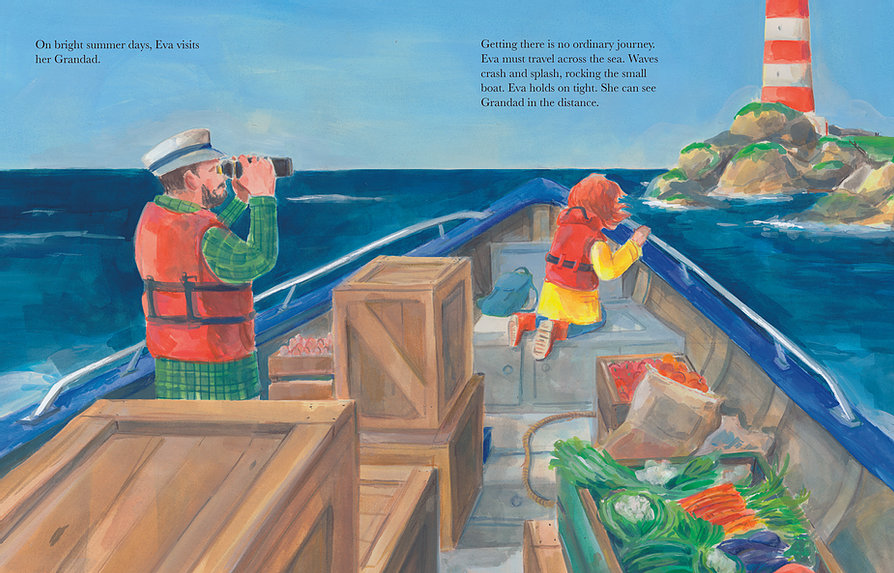 On bright summer days, Eva visits
her Grandad.
Getting there is no ordinary journey.
Eva must travel across the sea. Waves
crash and splash, rocking the small
boat. Eva holds on tight. She can see
Grandad in the distance.